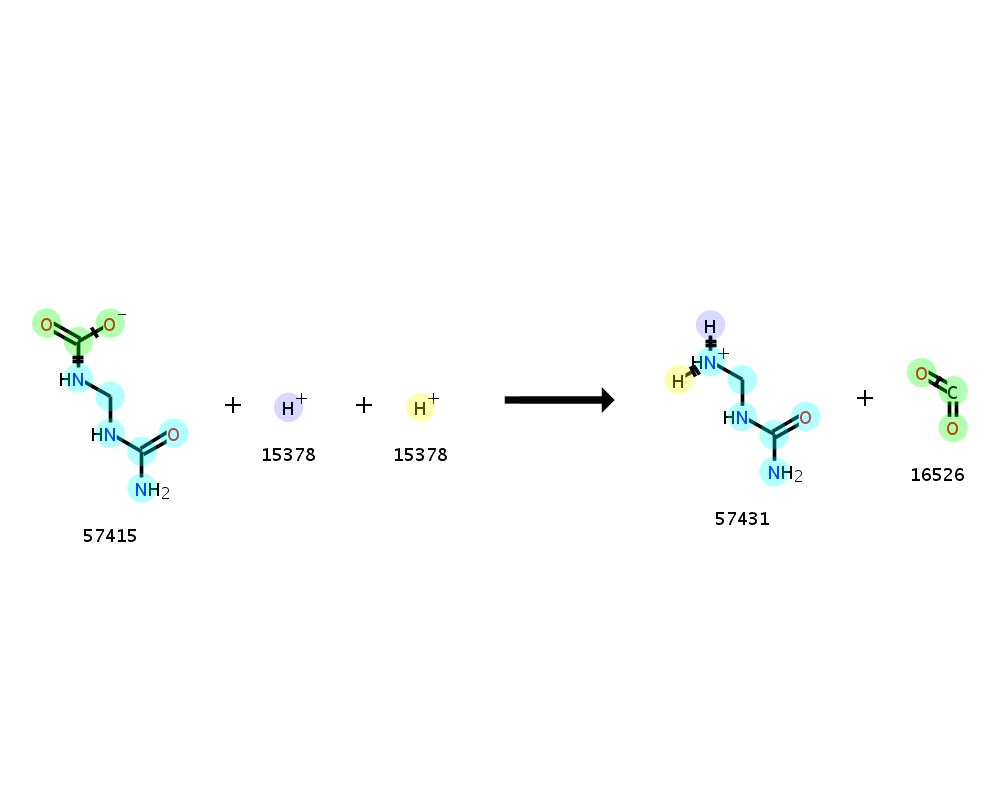 O O −
HN
HN O
NH2
57415
+
H+
15378
+
H+
15378
H
HN+
H
HN O
NH2
57431
+
O
C
O
16526